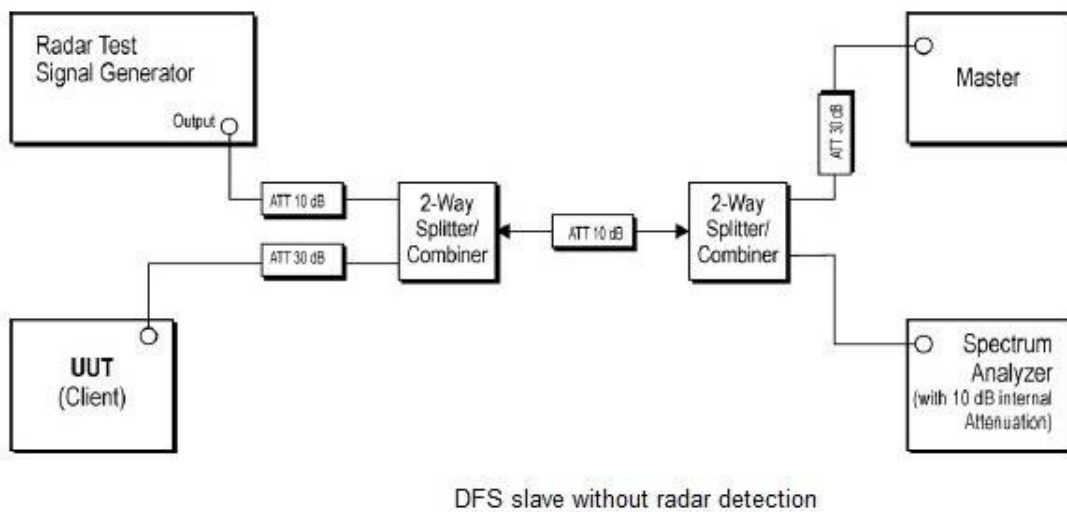 Radar Test
Signal Generator
Output
Master
ATT 30 dB
ATT 10 dB
2-Way
Splitter/
Combiner
ATT 10 dB
2-Way
Splitter/
Combiner
ATT 30 dB
UUT
(Client)
Spectrum
Analyzer
(with 10 dB internal
Attenuation)
DFS slave without radar detection